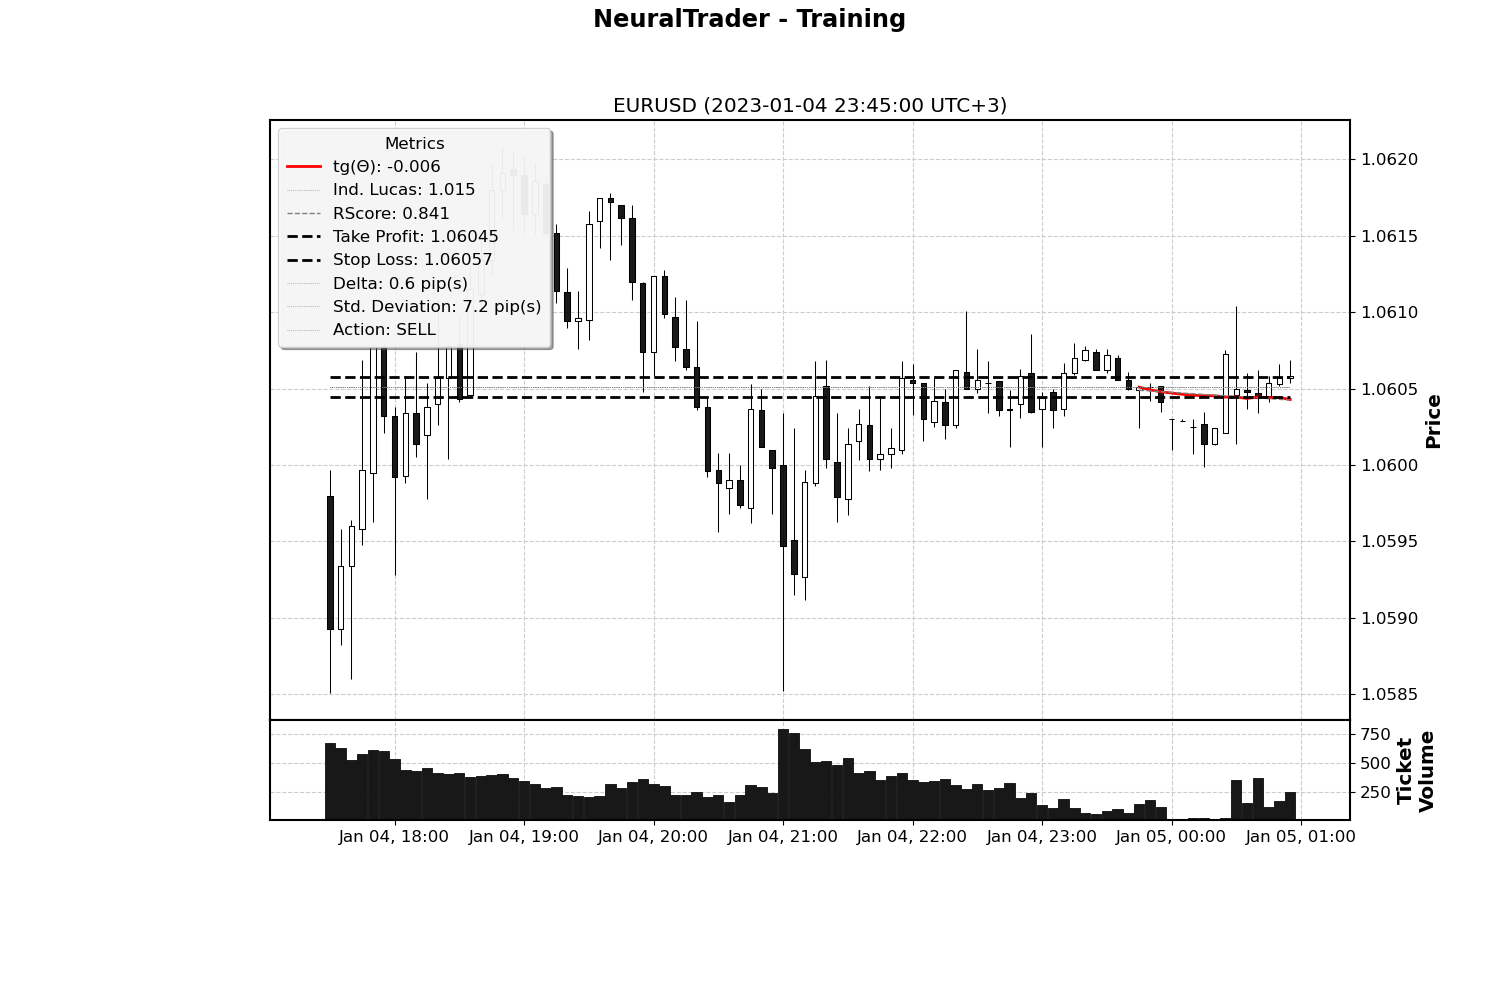 NeuralTrader - Training
EURUSD (2023-01-04 23:45:00 UTC+3)
Metrics
tg(Θ): -0.006
Ind. Lucas: 1.015
RScore: 0.841
Take Profit: 1.06045
Stop Loss: 1.06057
Delta: 0.6 pip(s)
Std. Deviation: 7.2 pip(s)
Action: SELL
1.0620
1.0615
1.0610
1.0605
1.0600
1.0595
1.0590
1.0585
Price
750
500
250
Ticket
Volume
Jan 04, 18:00
Jan 04, 19:00
Jan 04, 20:00
Jan 04, 21:00
Jan 04, 22:00
Jan 04, 23:00
Jan 05, 00:00
Jan 05, 01:00